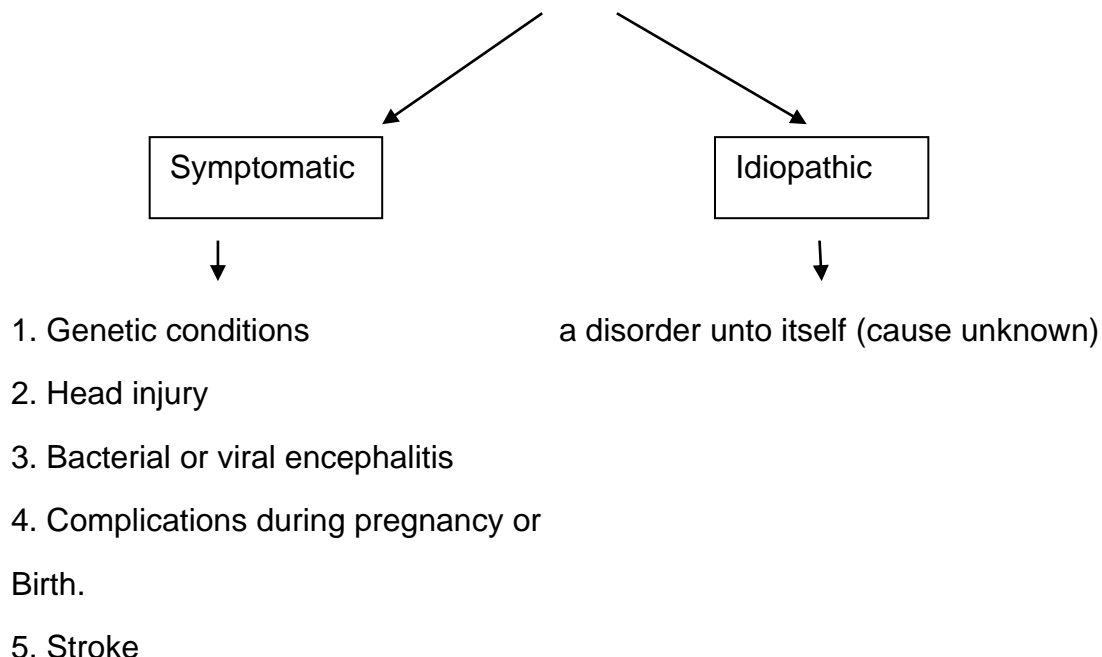 Symptomatic
Idiopathic
1. Genetic conditions
a disorder unto itself (cause unknown)
2. Head injury
3. Bacterial or viral encephalitis
4. Complications during pregnancy or
Birth.
5. Stroke